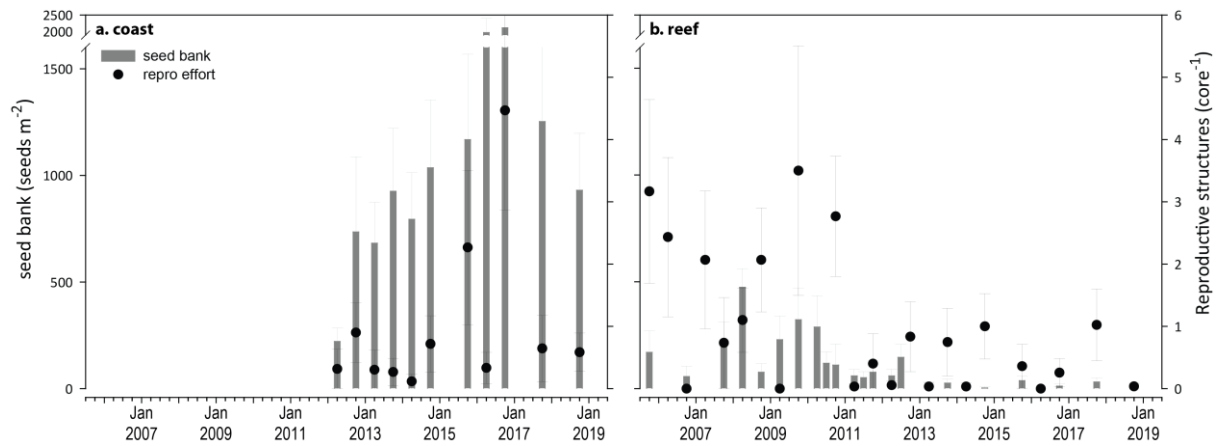 2500
2000
1500
1000
500
0
seed bank (seeds m⁻²)
a. coast
seed bank
repro effort
b. reef
6
5
4
3
2
1
0
Reproductive structures (core⁻¹)
Jan Jan Jan Jan Jan Jan Jan
2007 2009 2011 2013 2015 2017 2019
Jan Jan Jan Jan Jan Jan Jan
2007 2009 2011 2013 2015 2017 2019